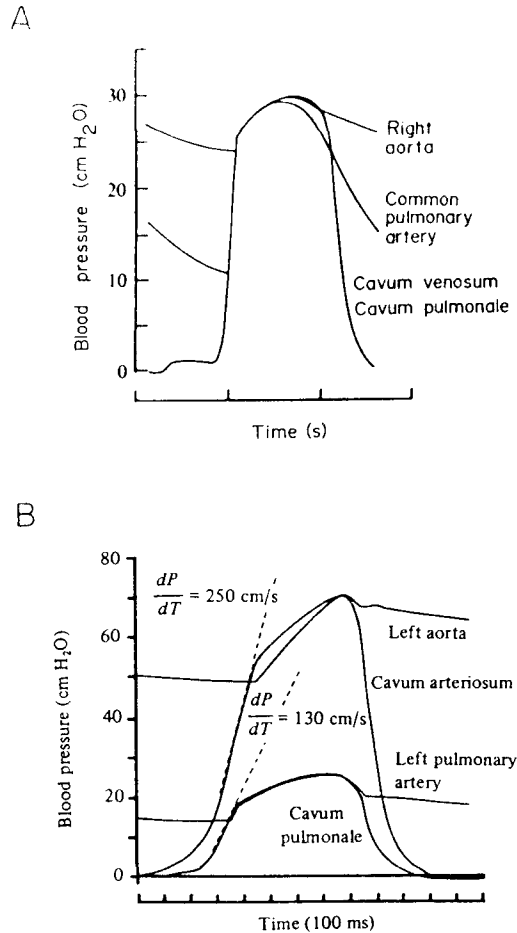 A
Blood pressure (cm H₂O)
30
20
10
0
Right
aorta
Common
pulmonary
artery
Cavum venosum
Cavum pulmonale
Time (s)
B
Blood pressure (cm H₂O)
80
60
40
20
0
dP/dT = 250 cm/s
dP/dT = 130 cm/s
Left aorta
Cavum arteriosum
Left pulmonary
artery
Cavum
pulmonale
Time (100 ms)